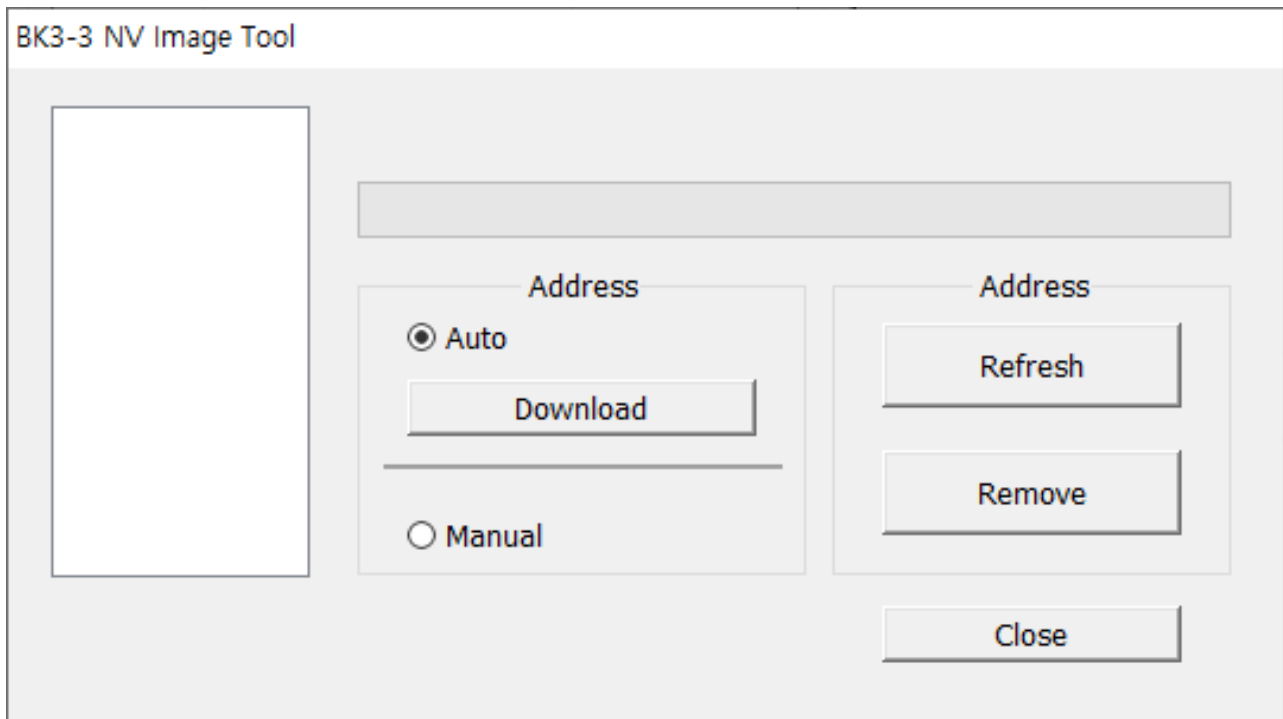 BK3-3 NV Image Tool
Address
Auto
Download
Manual
Address
Refresh
Remove
Close